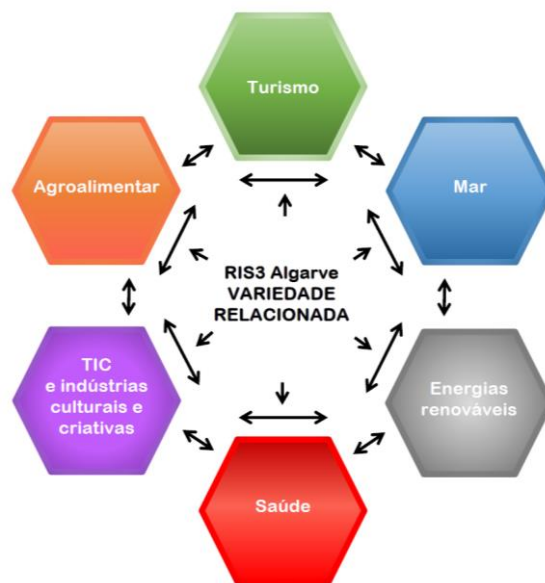 Turismo
Agroalimentar
Mar
RIS3 Algarve
VARIEDADE
RELACIONADA
TIC
e indústrias
culturais e
criativas
Energias
renováveis
Saúde